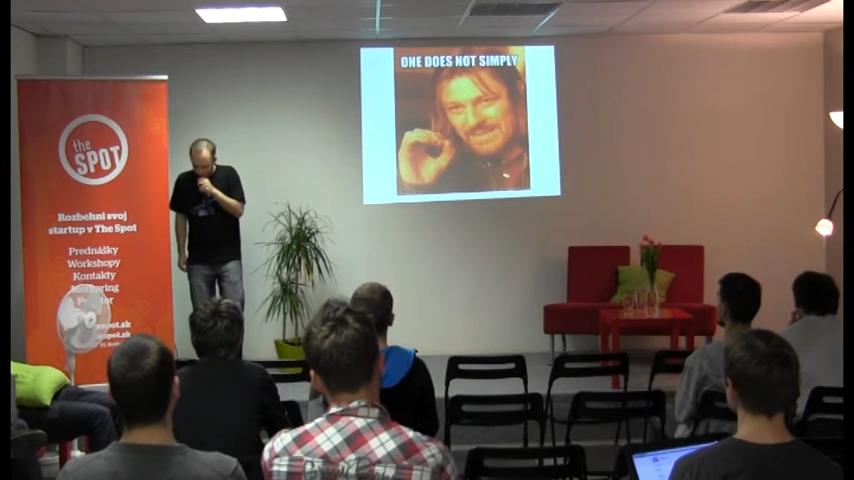 ONE DOES NOT SIMPLY
the
SPOT
Rozbehni svoj
startup v The Spot
Prednášky
Workshopy
Kontakty